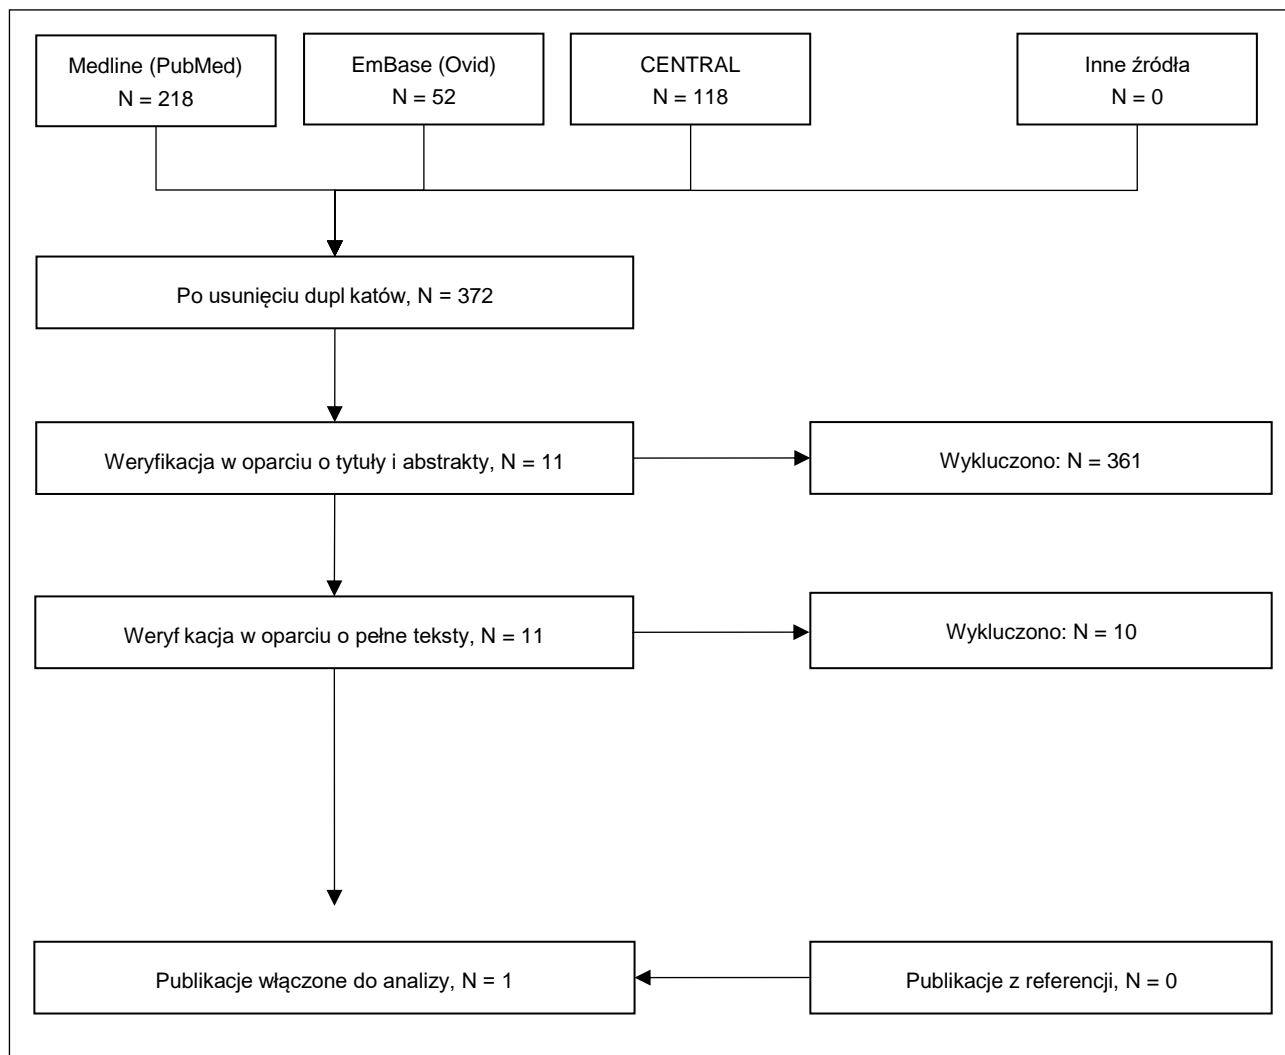 Medline (PubMed)
N = 218
EmBase (Ovid)
N = 52
CENTRAL
N = 118
Inne źródła
N = 0
Po usunięciu dupl katów, N = 372
Weryfikacja w oparciu o tytuły i abstrakty, N = 11
Wykluczono: N = 361
Weryf kacja w oparciu o pełne teksty, N = 11
Wykluczono: N = 10
Publikacje włączone do analizy, N = 1
Publikacje z referencji, N = 0